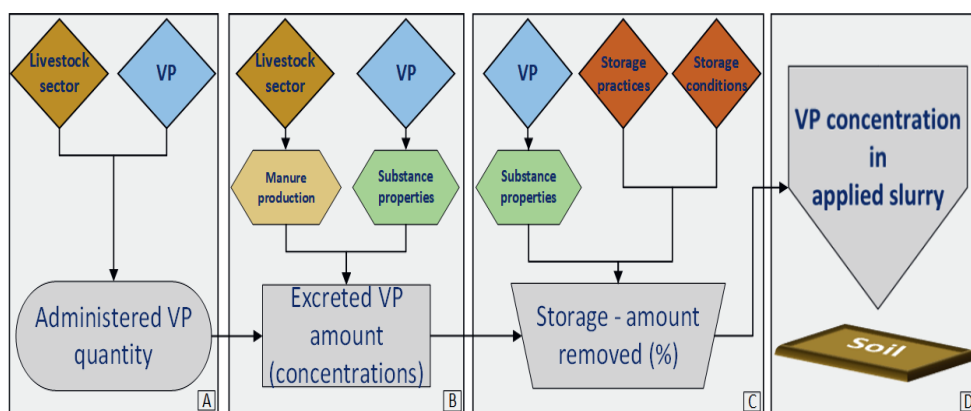 Livestock
sector
VP
Administered VP
quantity
A
Livestock
sector
VP
Manure
production
Substance
properties
Excreted VP
amount
(concentrations)
B
VP
Storage
practices
Storage
conditions
Substance
properties
Storage - amount
removed (%)
C
VP concentration
in
applied slurry
Soil
D